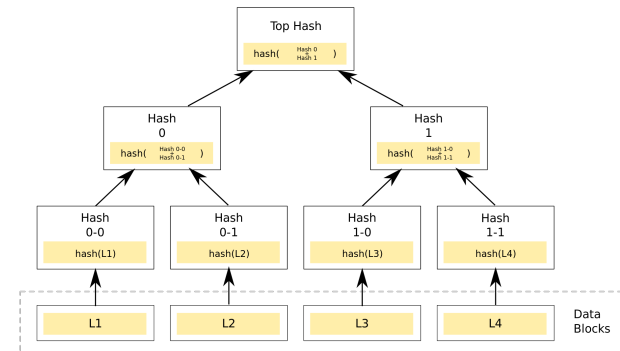 Top Hash
hash( Hash 0 + Hash 1 )
Hash 0
hash( Hash 0-0 + Hash 0-1 )
Hash 1
hash( Hash 1-0 + Hash 1-1 )
Hash 0-0
hash(L1)
Hash 0-1
hash(L2)
Hash 1-0
hash(L3)
Hash 1-1
hash(L4)
L1
L2
L3
L4
Data
Blocks